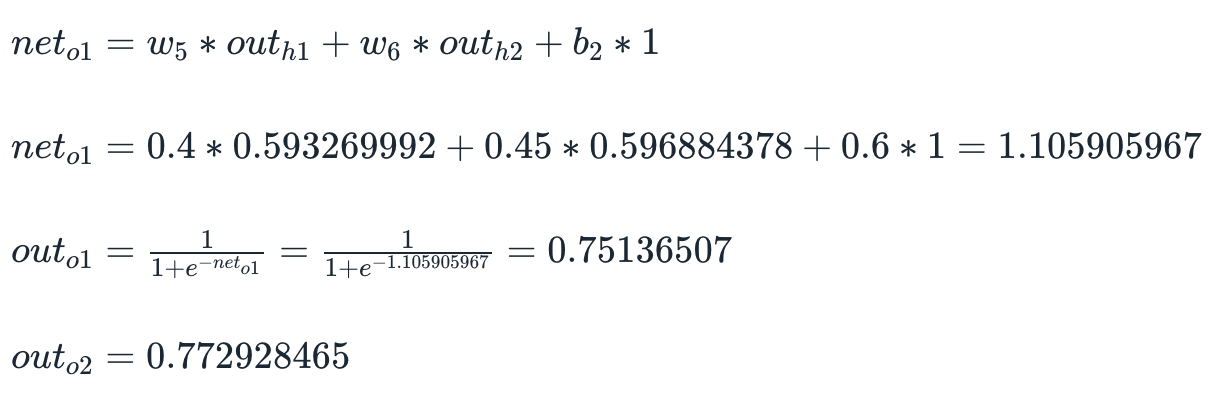 net_{o1} = w_5 * out_{h1} + w_6 * out_{h2} + b_2 * 1
net_{o1} = 0.4 * 0.593269992 + 0.45 * 0.596884378 + 0.6 * 1 = 1.105905967
out_{o1} = \frac{1}{1+e^{-net_{o1}}} = \frac{1}{1+e^{-1.105905967}} = 0.75136507
out_{o2} = 0.772928465